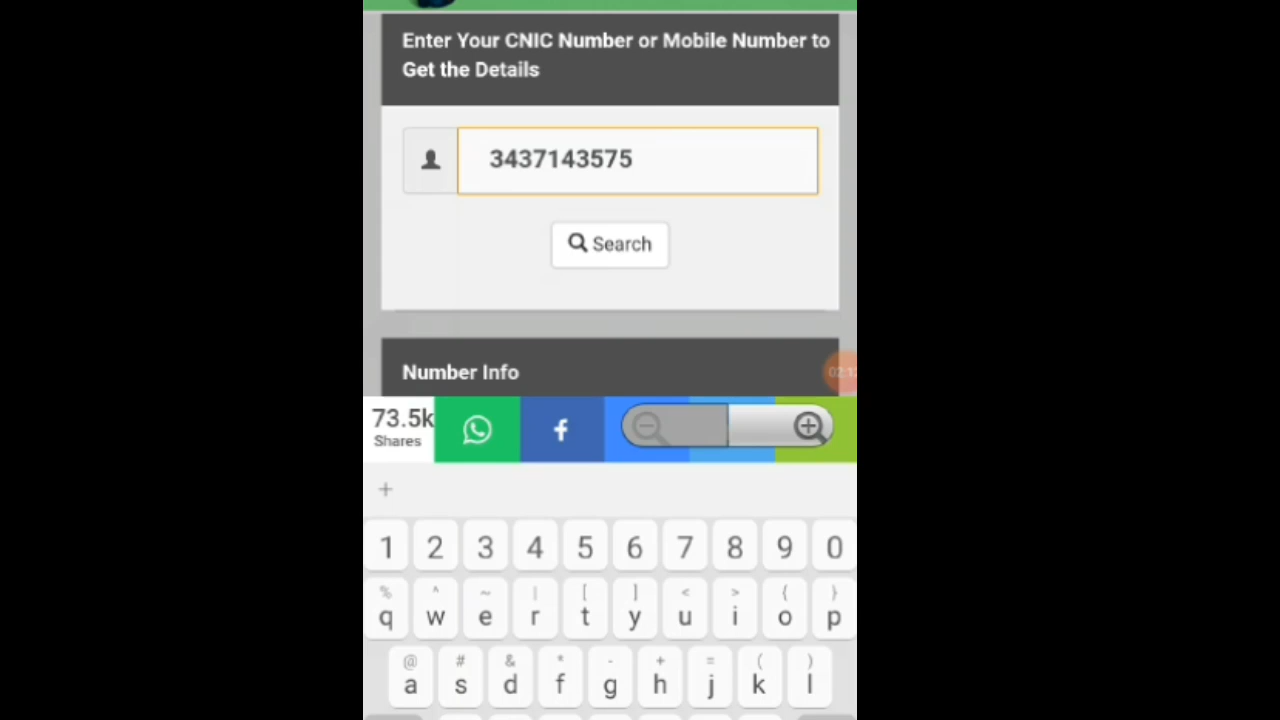 Enter Your CNIC Number or Mobile Number to
Get the Details
3437143575
Search
Number Info
73.5k
Shares
f
+
1 2 3 4 5 6 7 8 9 0
% ^ ~ | [ ] < > { }
q w e r t y u i o p
@ # & * - + = ( )
a s d f g h j k l